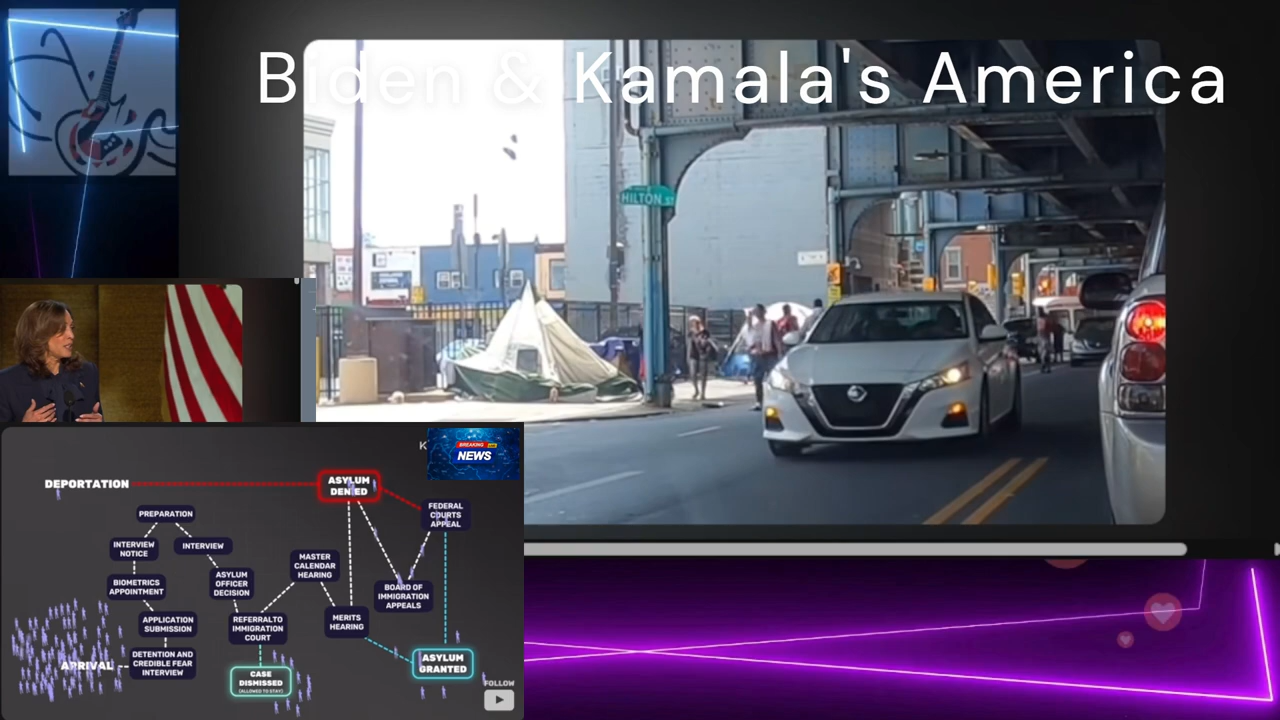 Biden & Kamala's America
HILTON ST
K
BREAKING LIVE
NEWS
DEPORTATION
ASYLUM
DENIED
FEDERAL
COURTS
APPEAL
PREPARATION
INTERVIEW
NOTICE
INTERVIEW
MASTER
CALENDAR
HEARING
BIOMETRICS
APPOINTMENT
ASYLUM
OFFICER
DECISION
BOARD OF
IMMIGRATION
APPEALS
APPLICATION
SUBMISSION
REFERRALTO
IMMIGRATION
COURT
MERITS
HEARING
ARRIVAL
DETENTION AND
CREDIBLE FEAR
INTERVIEW
CASE
DISMISSED
(ALLOWED TO STAY)
ASYLUM
GRANTED
FOLLOW